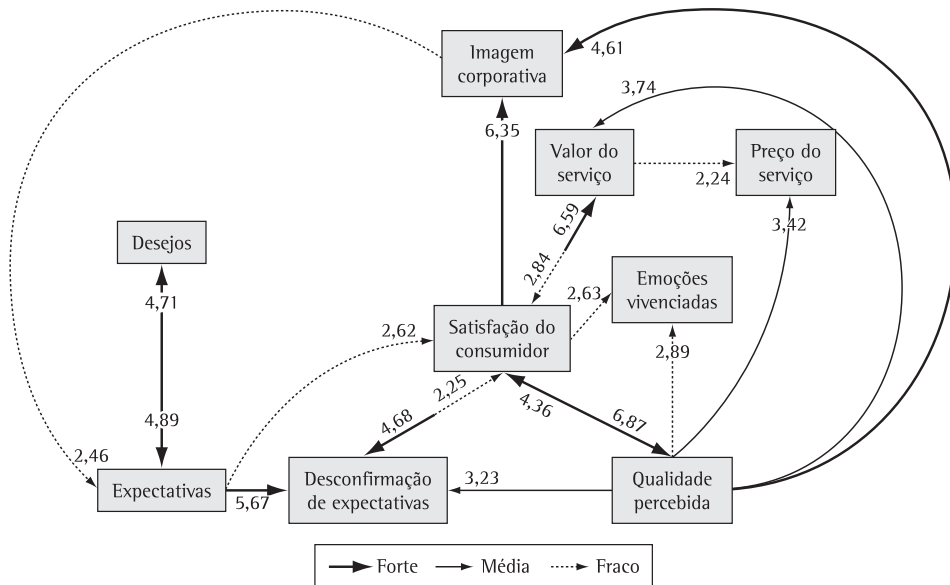 Imagem
corporativa
4,61
3,74
6,35
Valor do
serviço
Preço do
serviço
2,24
3,42
6,59
2,84
Desejos
4,71
Emoções
vivenciadas
2,63
2,62
Satisfação do
consumidor
2,89
2,25
4,68
4,36
6,87
4,89
2,46
Expectativas
5,67
Desconfirmação
de expectativas
3,23
Qualidade
percebida
Forte
Média
Fraco